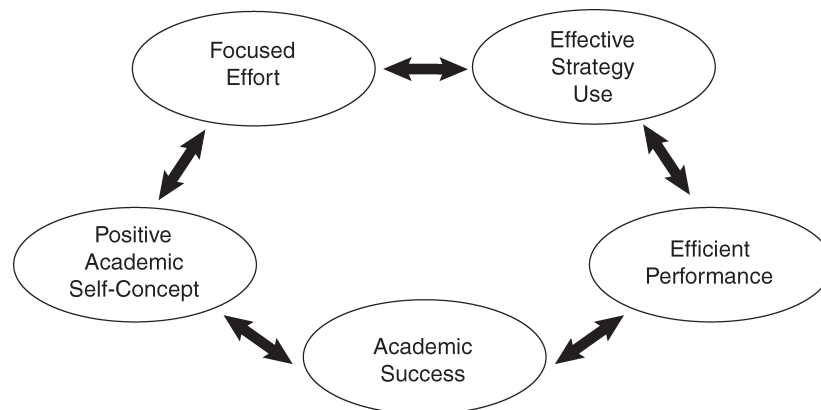 Focused
Effort
Effective
Strategy
Use
Positive
Academic
Self-Concept
Efficient
Performance
Academic
Success